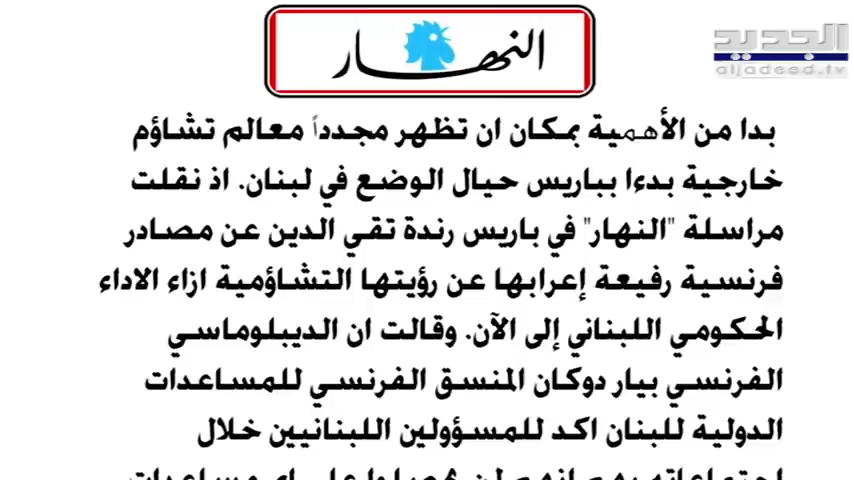 النهار
الجديد
aljadeed.tv
بدا من الأهمية بمكان ان تظهر مجدداً معالم تشاؤم
خارجية بدءا بباريس حيال الوضع في لبنان. اذ نقلت
مراسلة "النهار" في باريس رندة تقي الدين عن مصادر
فرنسية رفيعة إعرابها عن رؤيتها التشاؤمية ازاء الاداء
الحكومي اللبناني إلى الآن. وقالت ان الديبلوماسي
الفرنسي بيار دوكان المنسق الفرنسي للمساعدات
الدولية للبنان اكد للمسؤولين اللبنانيين خلال